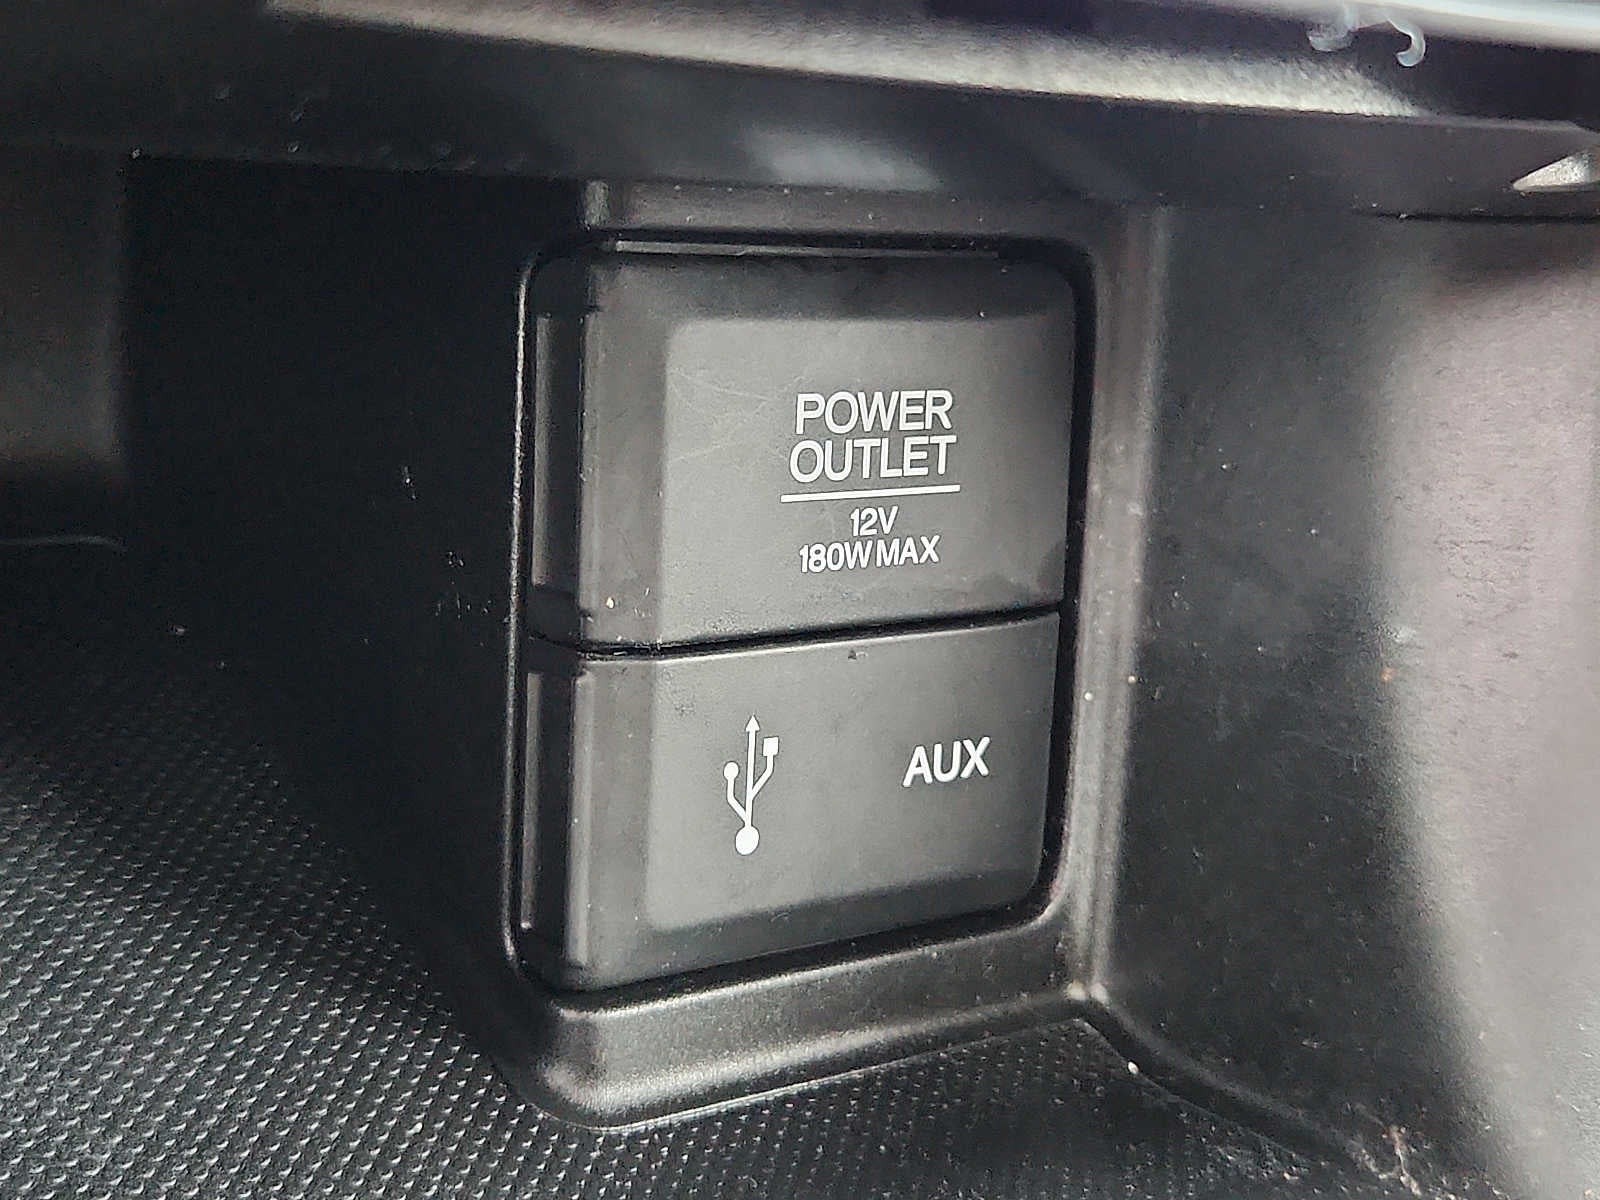 POWER
OUTLET
12V
180W MAX
AUX